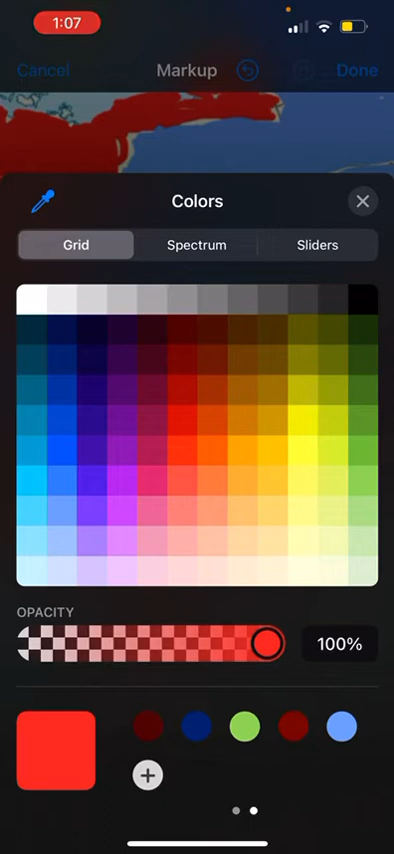 1:07
Cancel
Markup
Done
Colors
Grid
Spectrum
Sliders
OPACITY
100%